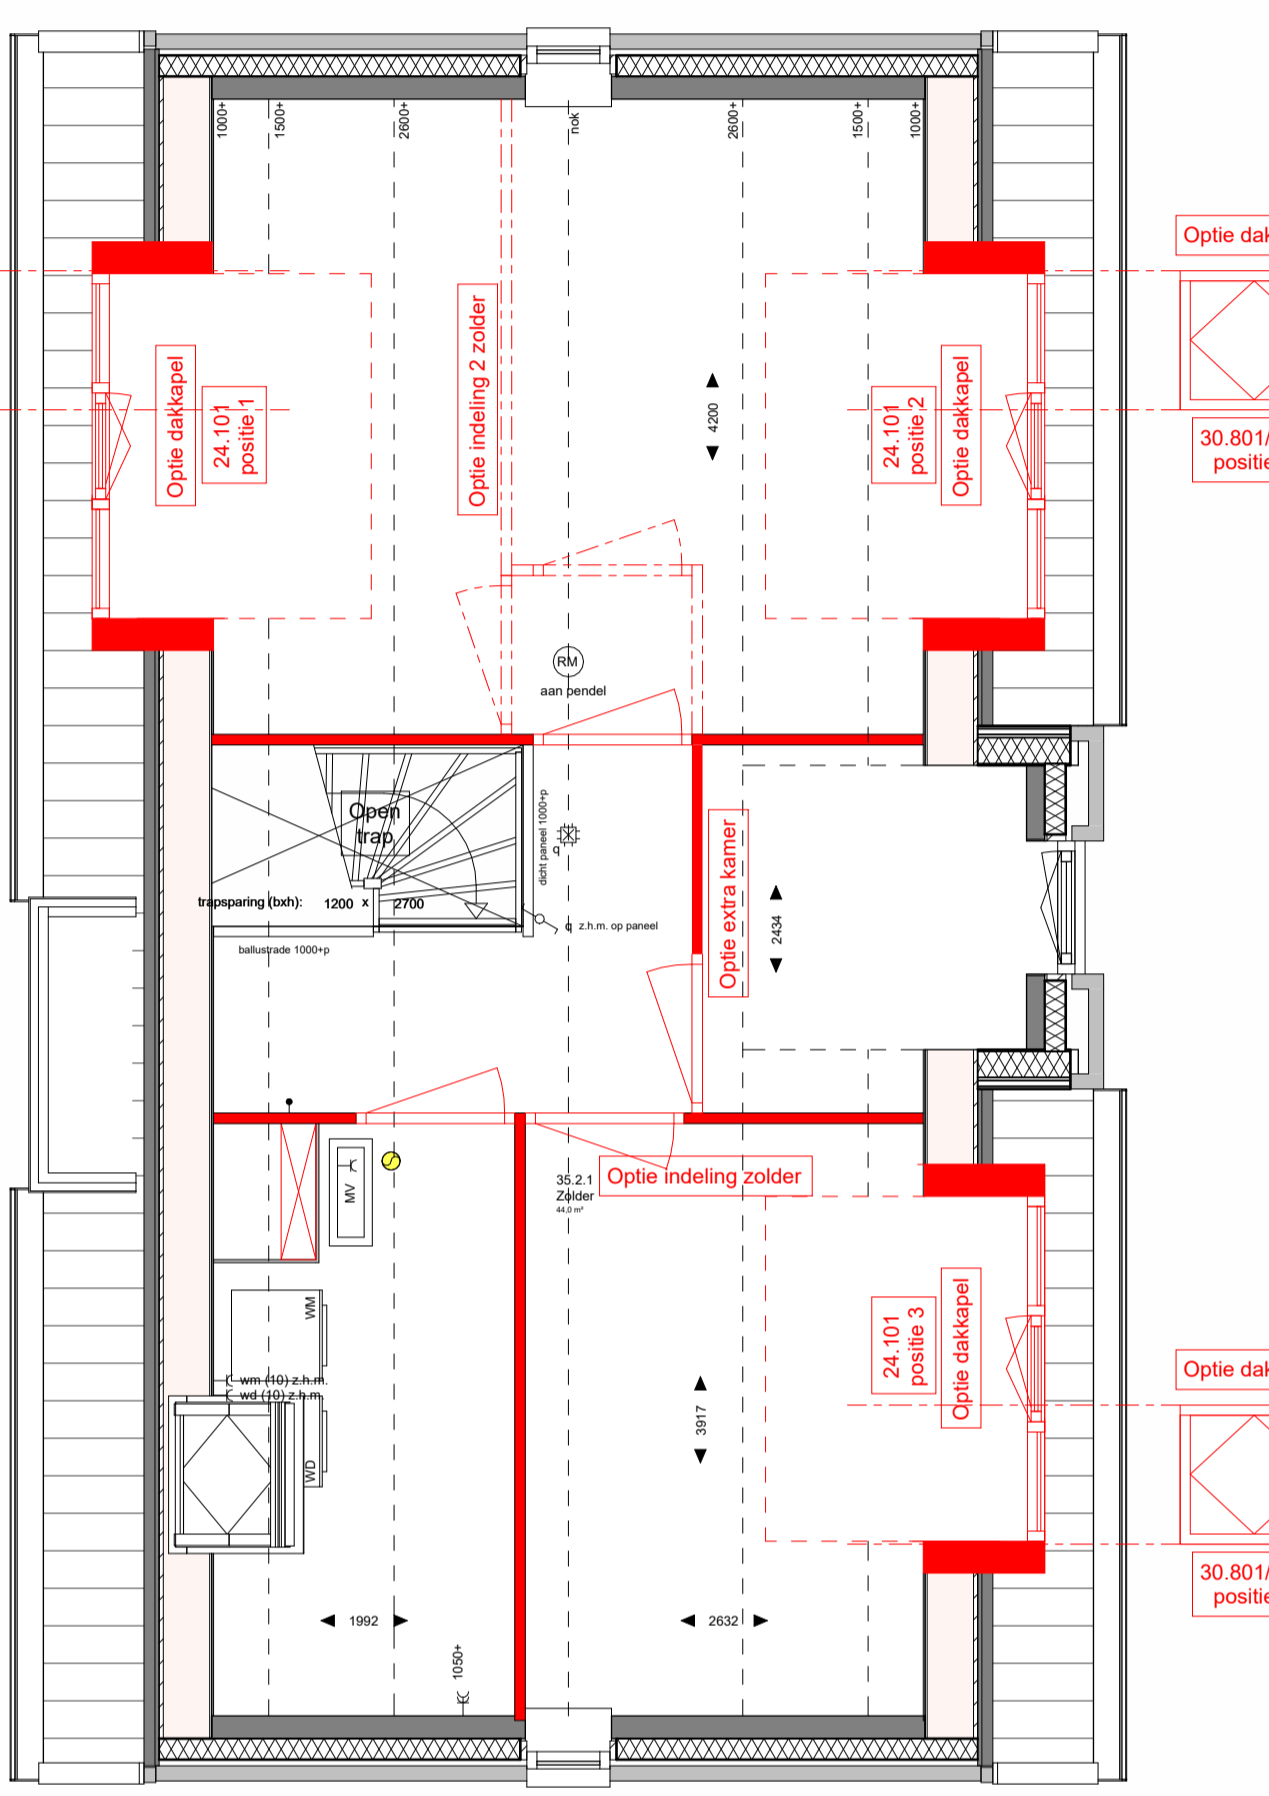 1000+
1500+
2600+
nok
2600+
1500+
1000+
Optie dak
30.801/
positie
Optie dakkapel
24.101
positie 1
Optie indeling 2 zolder
4200
24.101
positie 2
Optie dakkapel
RM
aan pendel
Open
trap
dicht paneel 1000+p
q
trapsparing (bxh): 1200 x 2700
q z.h.m. op paneel
ballustrade 1000+p
Optie extra kamer
2434
MV
35.2.1
Zolder
44,0 m²
Optie indeling zolder
WM
wm (10) z.h.m.
wd (10) z.h.m.
WD
3917
24.101
positie 3
Optie dakkapel
Optie dak
30.801/
positie
1992
2632
1050+